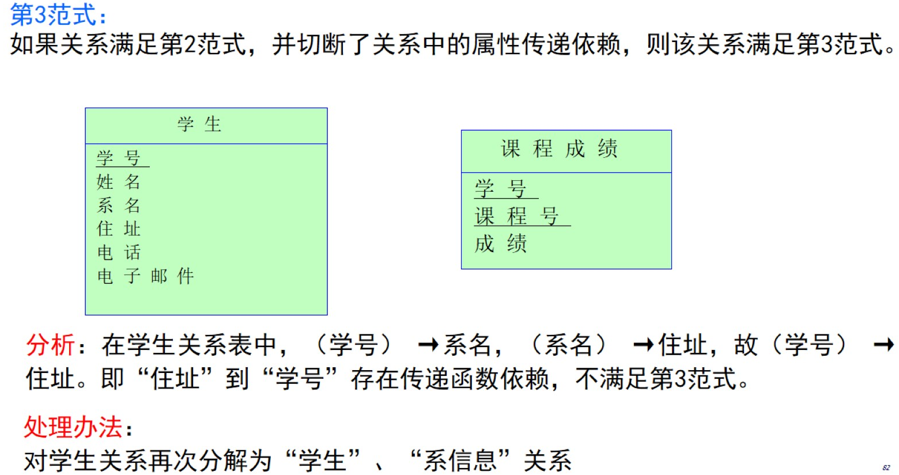 第3范式：
如果关系满足第2范式，并切断了关系中的属性传递依赖，则该关系满足第3范式。
学 生
学 号
姓 名
系 名
住 址
电 话
电 子 邮 件
课 程 成 绩
学 号
课 程 号
成 绩
分析：在学生关系表中，（学号） →系名，（系名） →住址，故（学号） →
住址。即“住址”到“学号”存在传递函数依赖，不满足第3范式。
处理办法：
对学生关系再次分解为“学生”、“系信息”关系
82